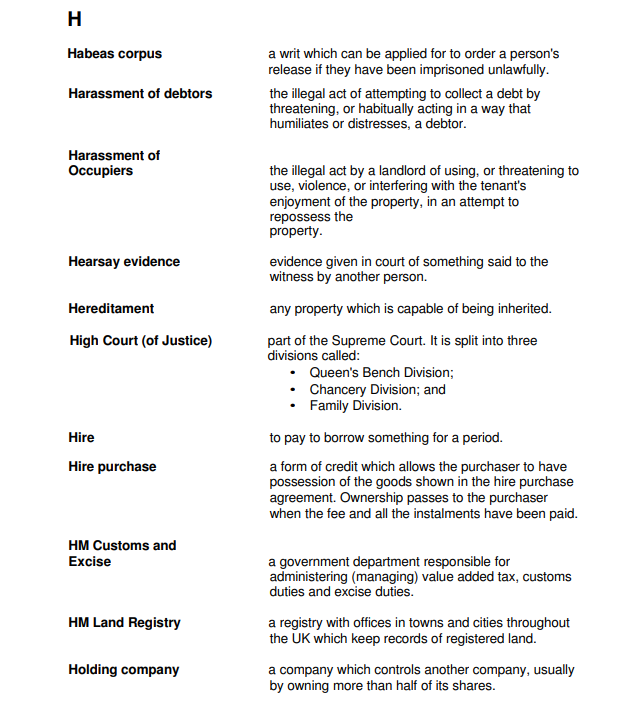 H
Habeas corpus a writ which can be applied for to order a person's
release if they have been imprisoned unlawfully.
Harassment of debtors the illegal act of attempting to collect a debt by
threatening, or habitually acting in a way that
humiliates or distresses, a debtor.
Harassment of
Occupiers the illegal act by a landlord of using, or threatening to
use, violence, or interfering with the tenant's
enjoyment of the property, in an attempt to
repossess the
property.
Hearsay evidence evidence given in court of something said to the
witness by another person.
Hereditament any property which is capable of being inherited.
High Court (of Justice) part of the Supreme Court. It is split into three
divisions called:
• Queen's Bench Division;
• Chancery Division; and
• Family Division.
Hire to pay to borrow something for a period.
Hire purchase a form of credit which allows the purchaser to have
possession of the goods shown in the hire purchase
agreement. Ownership passes to the purchaser
when the fee and all the instalments have been paid.
HM Customs and
Excise a government department responsible for
administering (managing) value added tax, customs
duties and excise duties.
HM Land Registry a registry with offices in towns and cities throughout
the UK which keep records of registered land.
Holding company a company which controls another company, usually
by owning more than half of its shares.